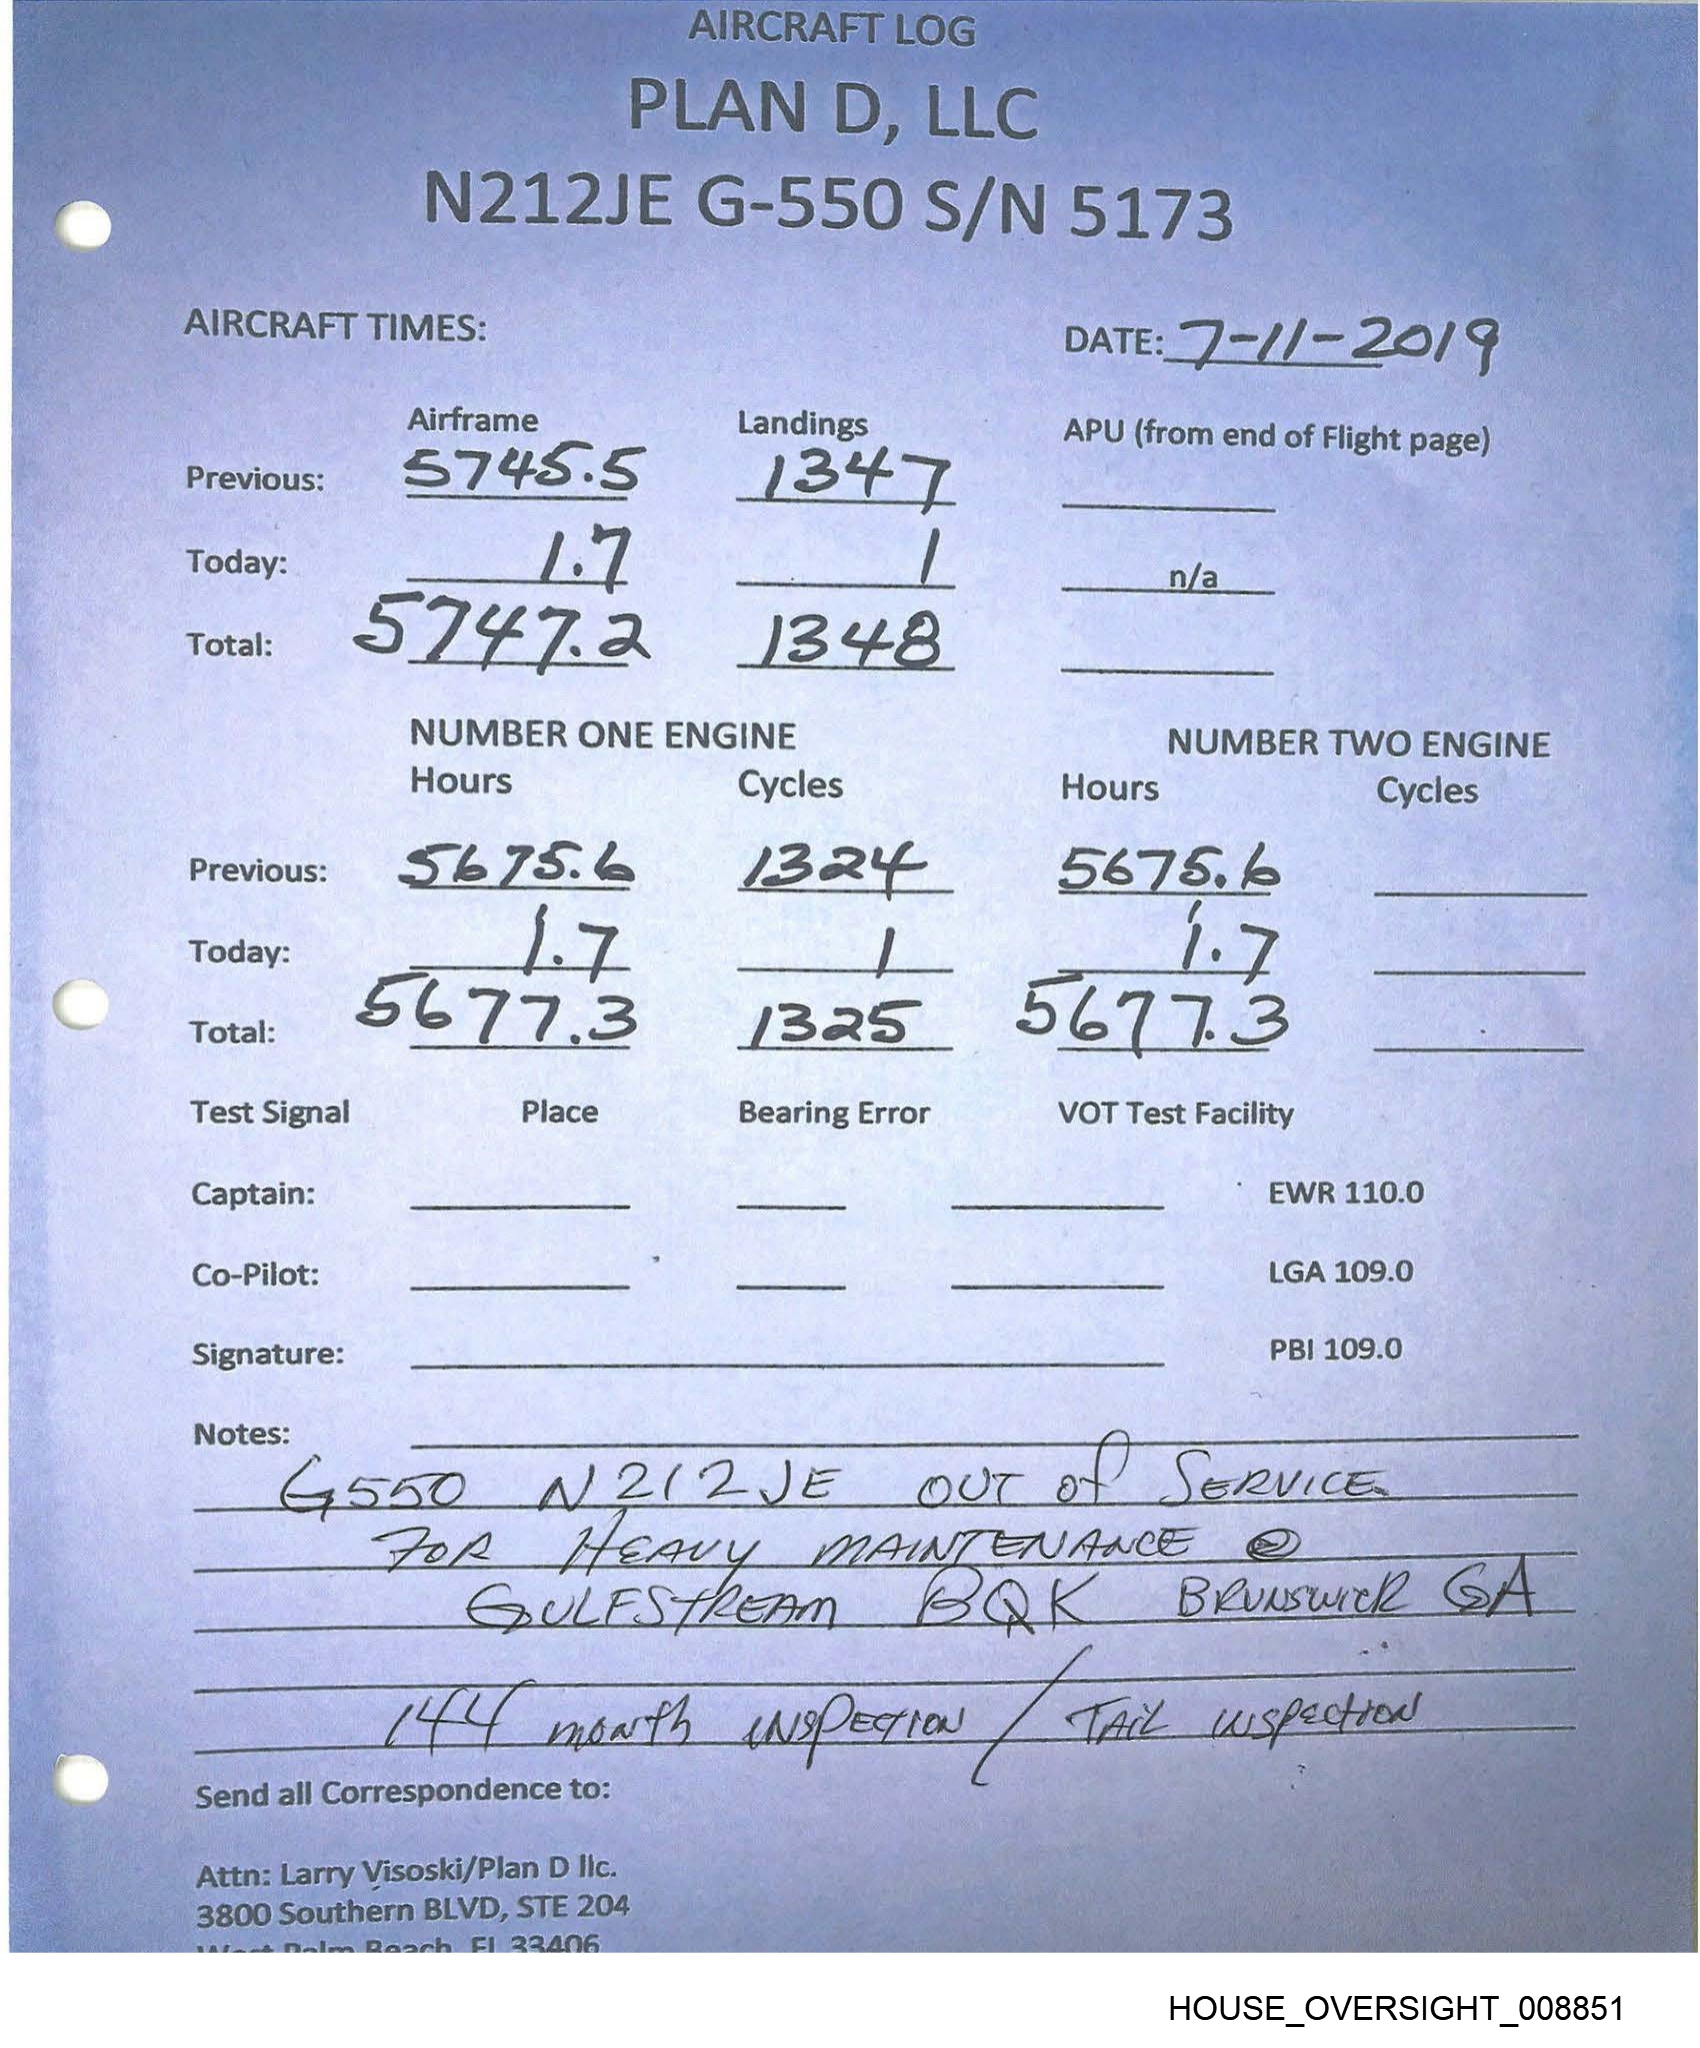 AIRCRAFT LOG
PLAN D, LLC
N212JE G-550 S/N 5173
AIRCRAFT TIMES: DATE: 7-11-2019
Airframe Landings APU (from end of Flight page)
Previous: 5745.5 1347
Today: 1.7 1 n/a
Total: 5747.2 1348
NUMBER ONE ENGINE NUMBER TWO ENGINE
Hours Cycles Hours Cycles
Previous: 5675.6 1324 5675.6
Today: 1.7 1 1.7
Total: 5677.3 1325 5677.3
Test Signal Place Bearing Error VOT Test Facility
Captain: EWR 110.0
Co-Pilot: LGA 109.0
Signature: PBI 109.0
Notes:
G550 N212JE OUT of SERVICE
FOR HEAVY MAINTENANCE @
GULFSTREAM BQK BRUNSWICK GA
144 month INSPECTION / TAIL INSPECTION
Send all Correspondence to:
Attn: Larry Visoski/Plan D llc.
3800 Southern BLVD, STE 204
West Palm Beach, FL 33406
HOUSE_OVERSIGHT_008851